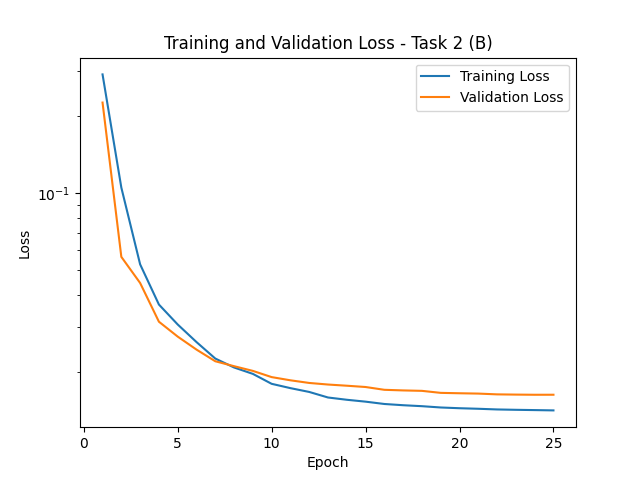 Training and Validation Loss - Task 2 (B)
Training Loss
Validation Loss
10⁻¹
Loss
0 5 10 15 20 25
Epoch